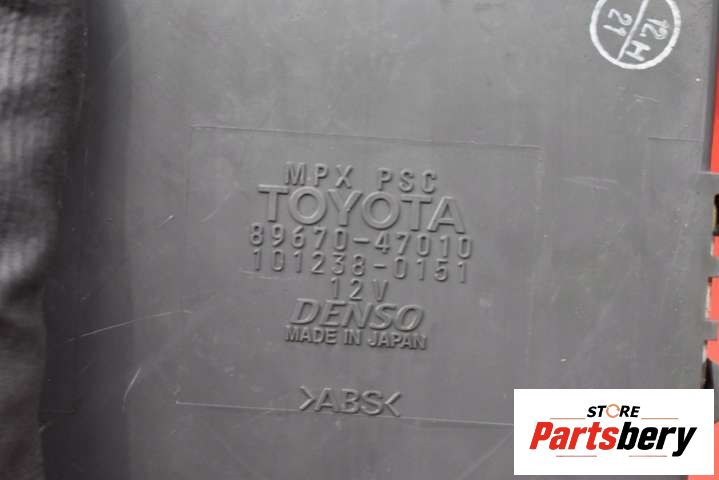 12H
21
MPX PSC
TOYOTA
89670-47010
101238-0151
12V
DENSO
MADE IN JAPAN
>ABS<
STORE
Partsbery